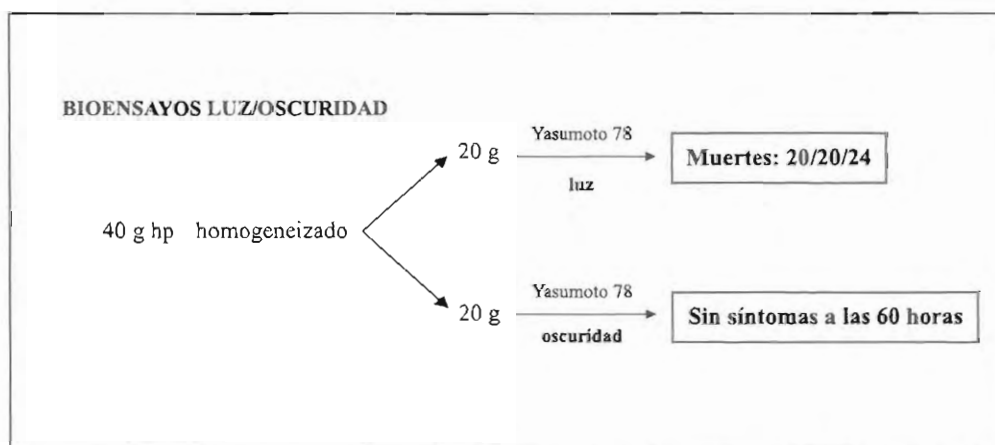 BIOENSAYOS LUZ/OSCURIDAD
Yasumoto 78
20 g
luz
Muertes: 20/20/24
40 g hp homogeneizado
Yasumoto 78
20 g
oscuridad
Sin síntomas a las 60 horas